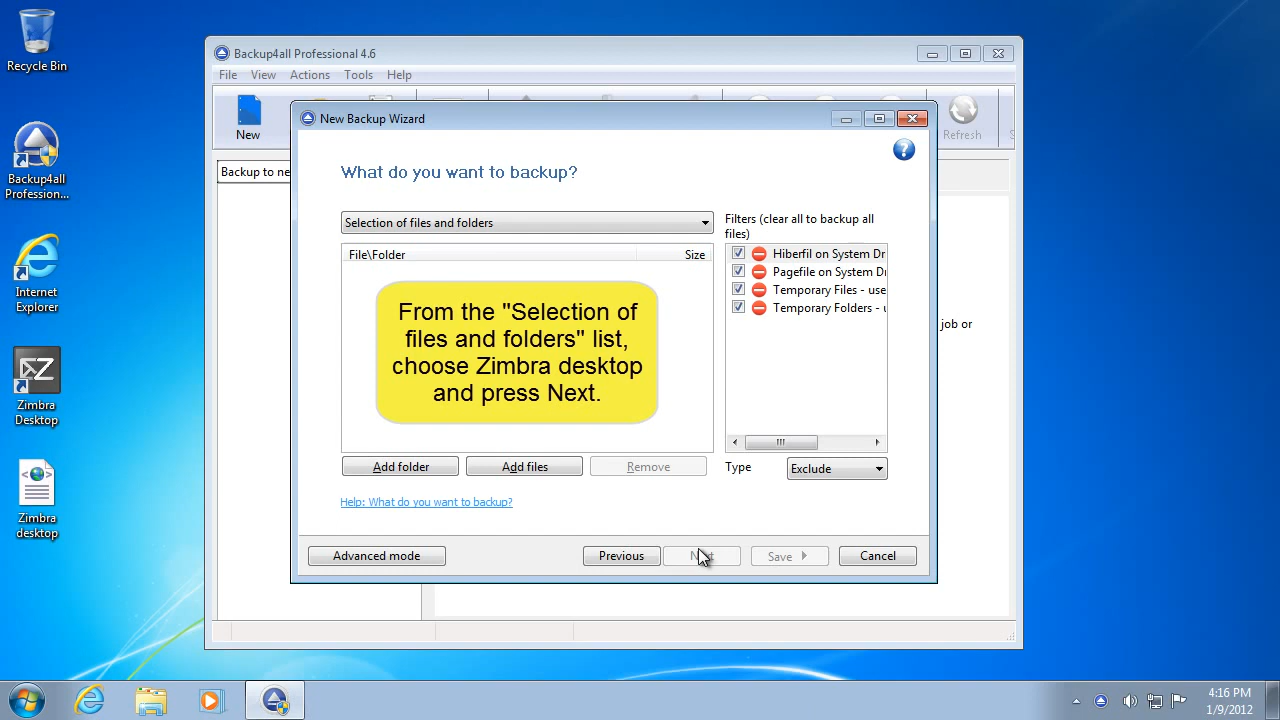 Recycle Bin
Backup4all
Professional...
Internet
Explorer
Zimbra
Desktop
Zimbra
desktop
Backup4all Professional 4.6
File View Actions Tools Help
New
Refresh
Backup to ne
job or
New Backup Wizard
What do you want to backup?
Selection of files and folders
File\Folder Size
From the "Selection of
files and folders" list,
choose Zimbra desktop
and press Next.
Add folder Add files Remove
Help: What do you want to backup?
Filters (clear all to backup all
files)
Hiberfil on System Dr
Pagefile on System Dr
Temporary Files - use
Temporary Folders - u
Type Exclude
Advanced mode Previous Next Save Cancel
4:16 PM
1/9/2012